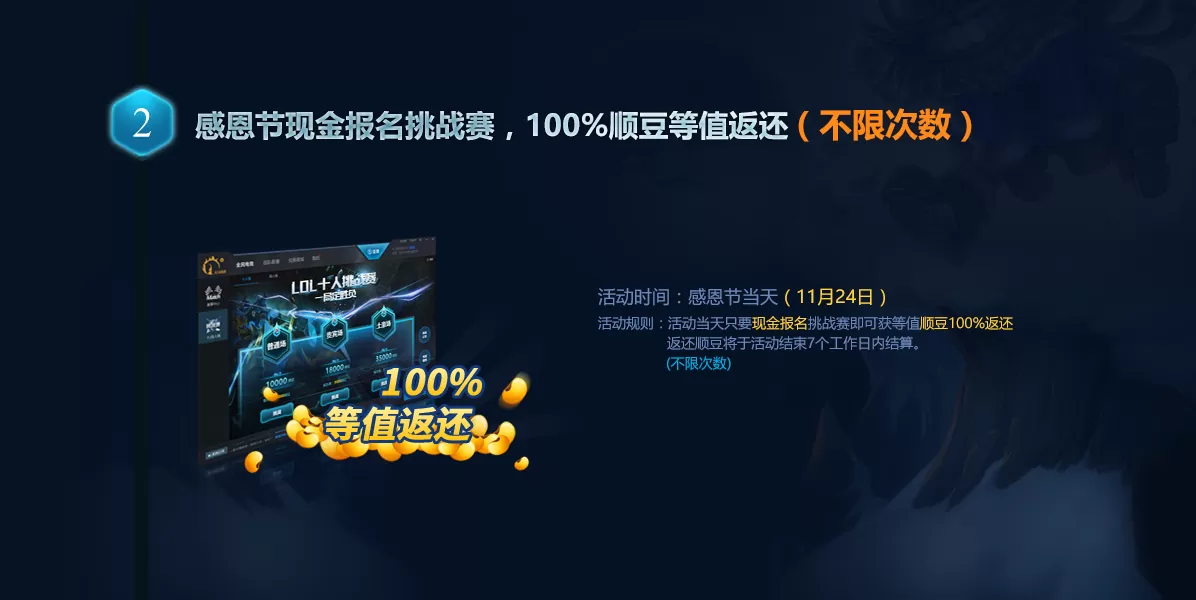 2
感恩节现金报名挑战赛，100%顺豆等值返还（不限次数）
LOL十人挑战赛
一局定胜负
普通场
贵宾场
土豪场
10000
18000
35000
100%
等值返还
活动时间：感恩节当天（11月24日）
活动规则：活动当天只要现金报名挑战赛即可获等值顺豆100%返还
返还顺豆将于活动结束7个工作日内结算。
(不限次数)